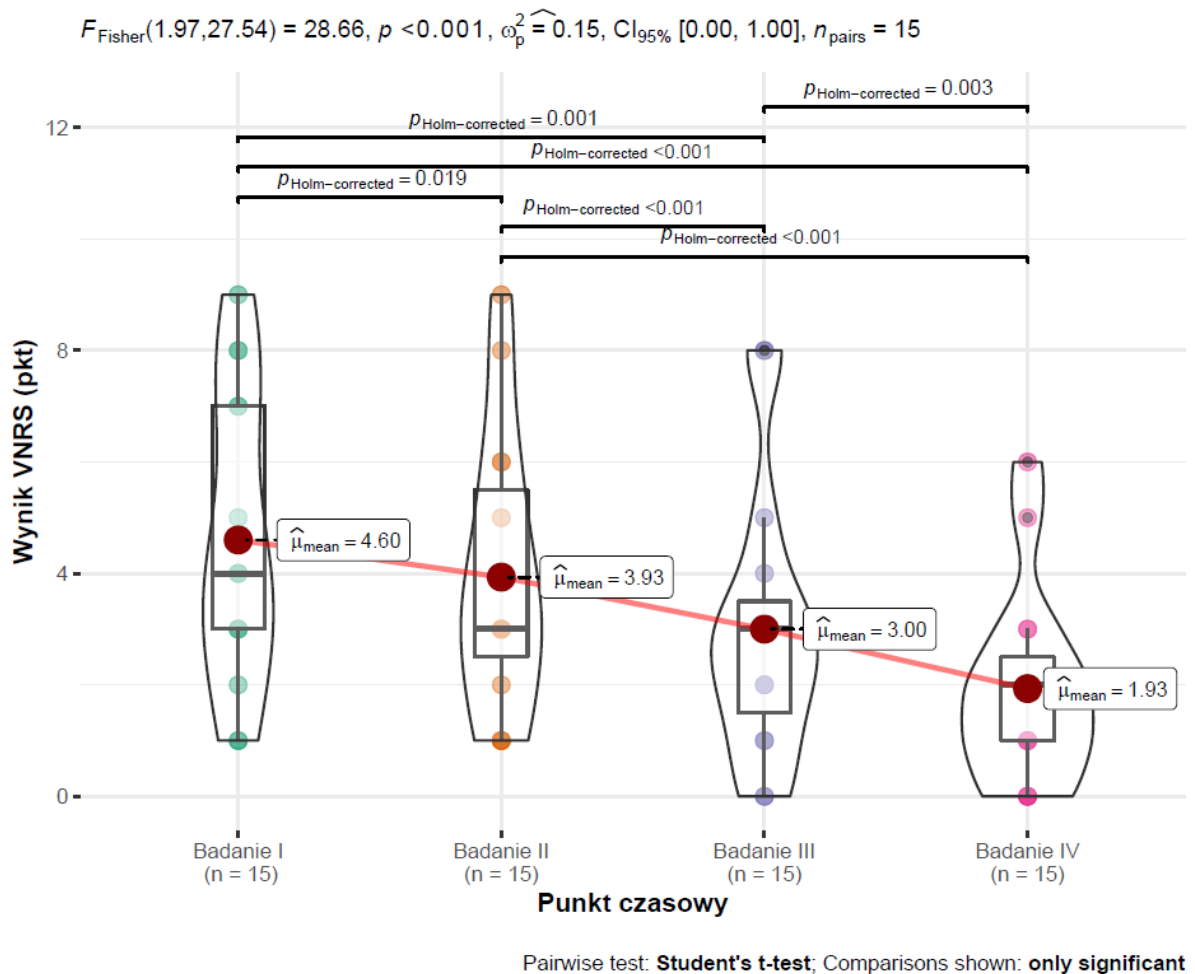 F_Fisher(1.97,27.54) = 28.66, p <0.001, ω̂²_p = 0.15, CI_95% [0.00, 1.00], n_pairs = 15
p_Holm−corrected = 0.003
p_Holm−corrected = 0.001
p_Holm−corrected <0.001
p_Holm−corrected = 0.019
p_Holm−corrected <0.001
p_Holm−corrected <0.001
12
8
4
0
Wynik VNRS (pkt)
μ̂_mean = 4.60
μ̂_mean = 3.93
μ̂_mean = 3.00
μ̂_mean = 1.93
Badanie I
(n = 15)
Badanie II
(n = 15)
Badanie III
(n = 15)
Badanie IV
(n = 15)
Punkt czasowy
Pairwise test: Student's t-test; Comparisons shown: only significant